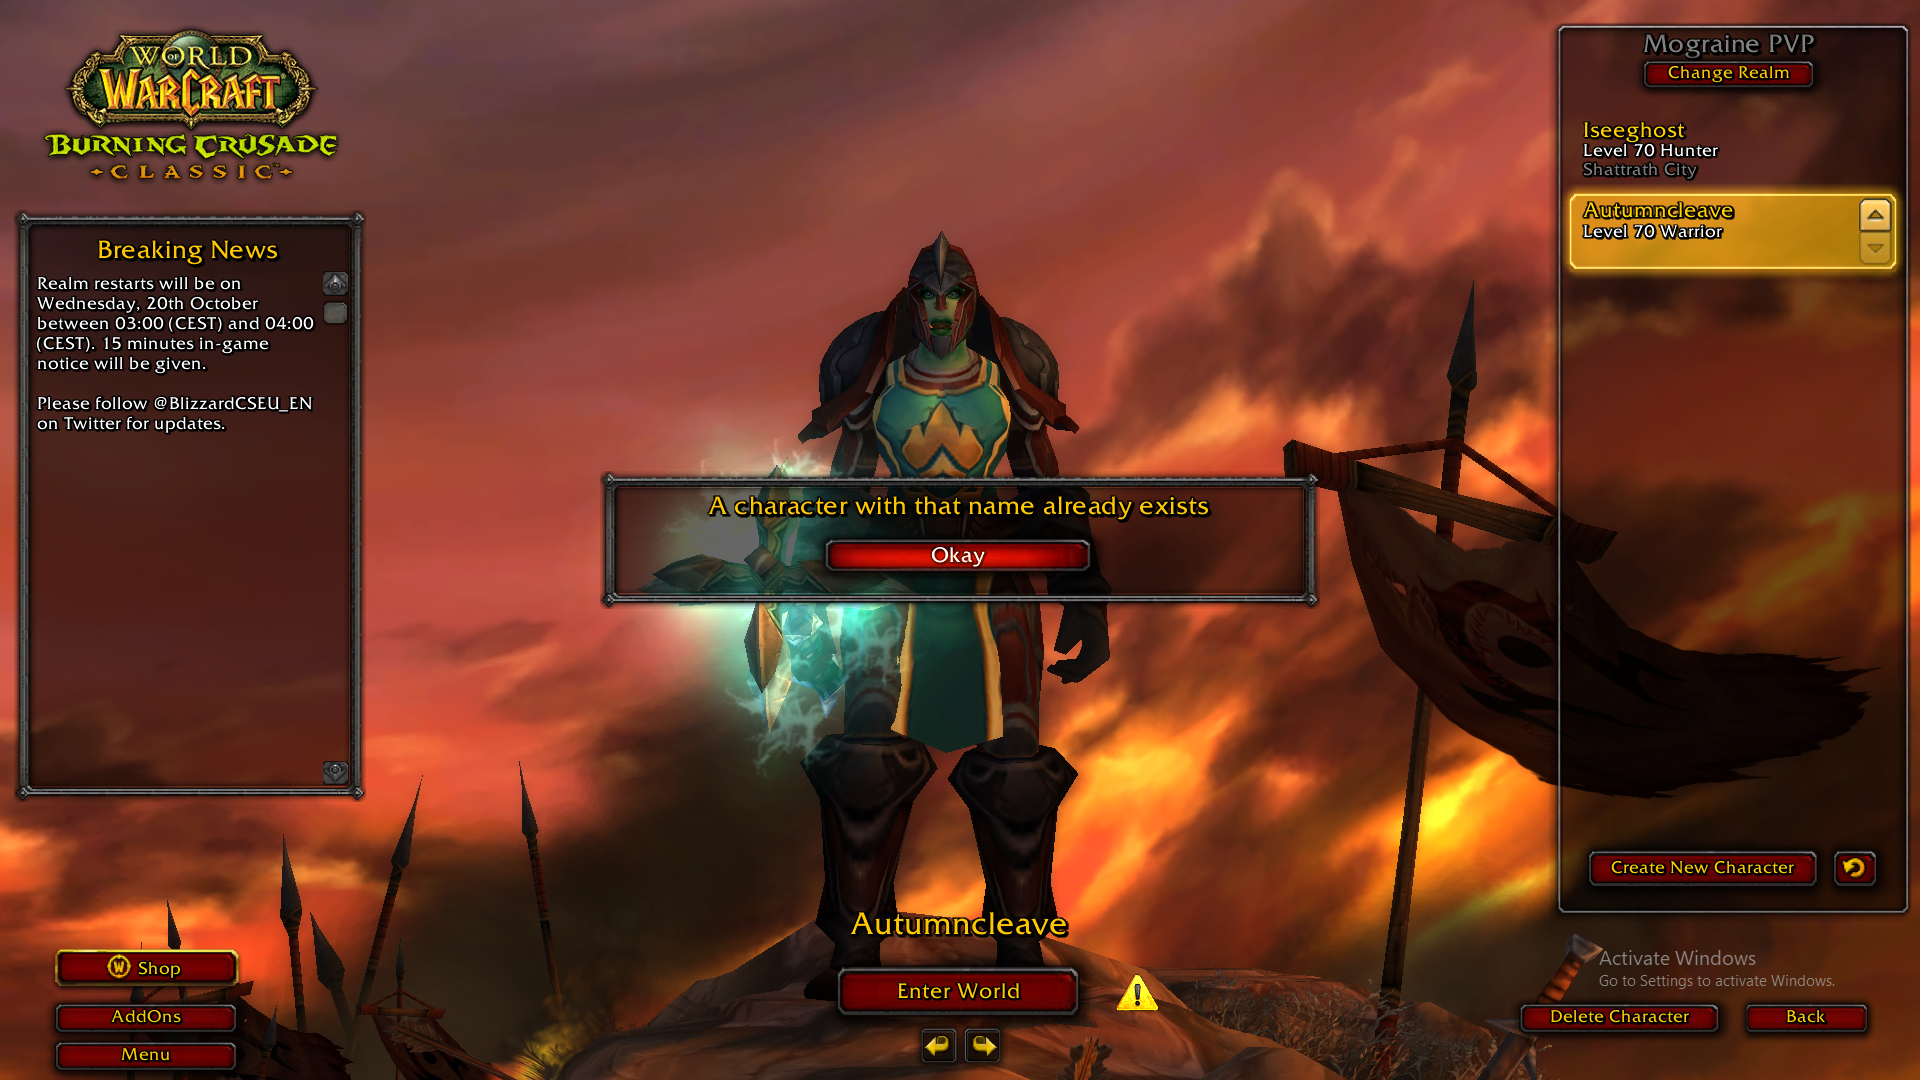 WORLD OF
WARCRAFT
BURNING CRUSADE
CLASSIC
Breaking News
Realm restarts will be on
Wednesday, 20th October
between 03:00 (CEST) and 04:00
(CEST). 15 minutes in-game
notice will be given.
Please follow @BlizzardCSEU_EN
on Twitter for updates.
A character with that name already exists
Okay
Mograine PVP
Change Realm
Iseeghost
Level 70 Hunter
Shattrath City
Autumncleave
Level 70 Warrior
Create New Character
Autumncleave
Enter World
Shop
AddOns
Menu
Activate Windows
Go to Settings to activate Windows.
Delete Character
Back